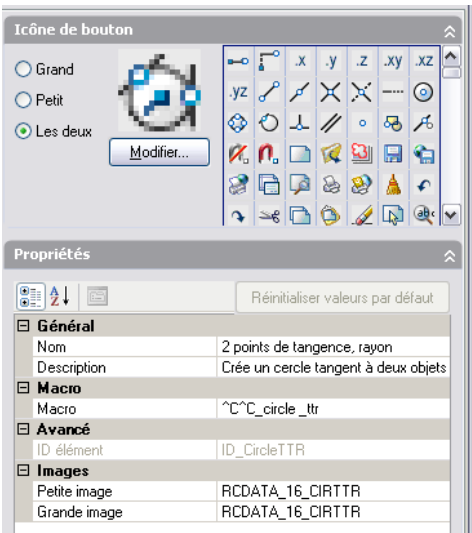 Icône de bouton
Grand
Petit
Les deux
Modifier...
.X .y .Z .XY .XZ
.YZ
Propriétés
Réinitialiser valeurs par défaut
Général
Nom 2 points de tangence, rayon
Description Crée un cercle tangent à deux objets
Macro
Macro ^C^C_circle _ttr
Avancé
ID élément ID_CircleTTR
Images
Petite image RCDATA_16_CIRTTR
Grande image RCDATA_16_CIRTTR